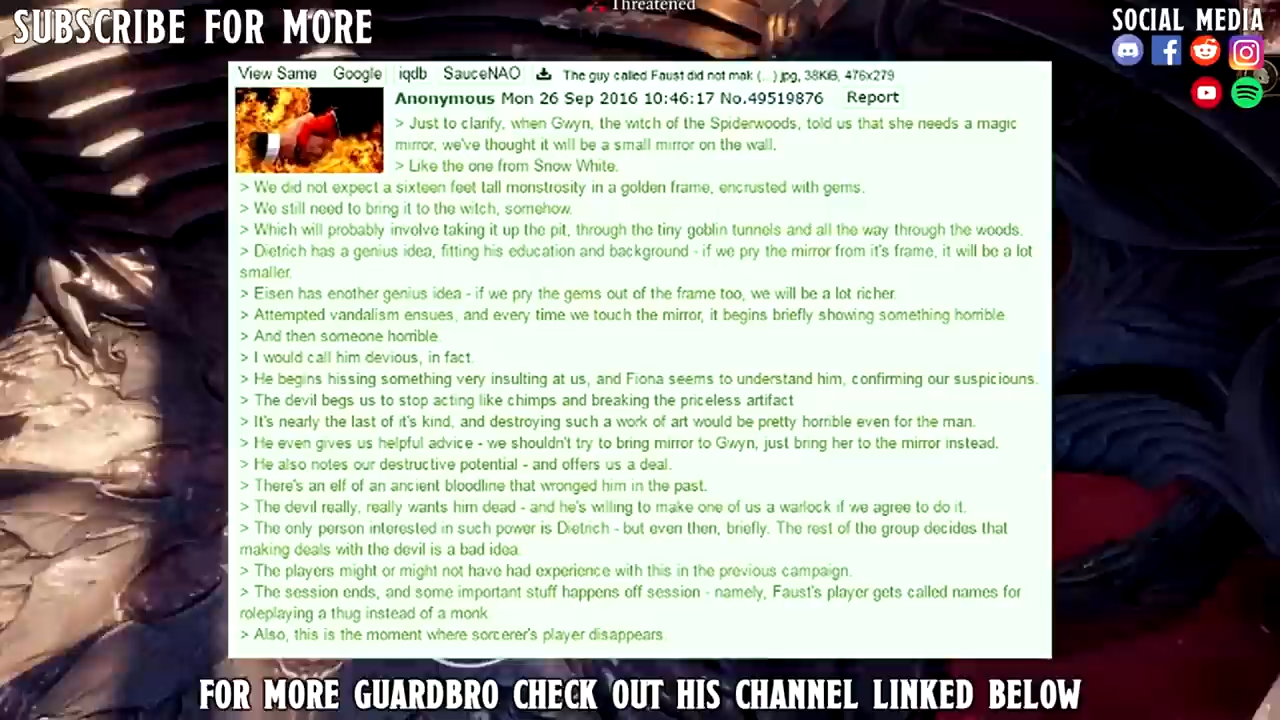 Threatened
SUBSCRIBE FOR MORE
SOCIAL MEDIA
View Same Google iqdb SauceNAO The guy called Faust did not mak (...).jpg, 38KiB, 476x279
Anonymous Mon 26 Sep 2016 10:46:17 No.49519876 Report
> Just to clarify, when Gwyn, the witch of the Spiderwoods, told us that she needs a magic
mirror, we've thought it will be a small mirror on the wall.
> Like the one from Snow White.
> We did not expect a sixteen feet tall monstrosity in a golden frame, encrusted with gems.
> We still need to bring it to the witch, somehow.
> Which will probably involve taking it up the pit, through the tiny goblin tunnels and all the way through the woods.
> Dietrich has a genius idea, fitting his education and background - if we pry the mirror from it's frame, it will be a lot
smaller.
> Eisen has enother genius idea - if we pry the gems out of the frame too, we will be a lot richer.
> Attempted vandalism ensues, and every time we touch the mirror, it begins briefly showing something horrible.
> And then someone horrible.
> I would call him devious, in fact.
> He begins hissing something very insulting at us, and Fiona seems to understand him, confirming our suspiciouns.
> The devil begs us to stop acting like chimps and breaking the priceless artifact
> It's nearly the last of it's kind, and destroying such a work of art would be pretty horrible even for the man.
> He even gives us helpful advice - we shouldn't try to bring mirror to Gwyn, just bring her to the mirror instead.
> He also notes our destructive potential - and offers us a deal.
> There's an elf of an ancient bloodline that wronged him in the past.
> The devil really, really wants him dead - and he's willing to make one of us a warlock if we agree to do it.
> The only person interested in such power is Dietrich - but even then, briefly. The rest of the group decides that
making deals with the devil is a bad idea.
> The players might or might not have had experience with this in the previous campaign.
> The session ends, and some important stuff happens off session - namely, Faust's player gets called names for
roleplaying a thug instead of a monk.
> Also, this is the moment where sorcerer's player disappears.
FOR MORE GUARDBRO CHECK OUT HIS CHANNEL LINKED BELOW